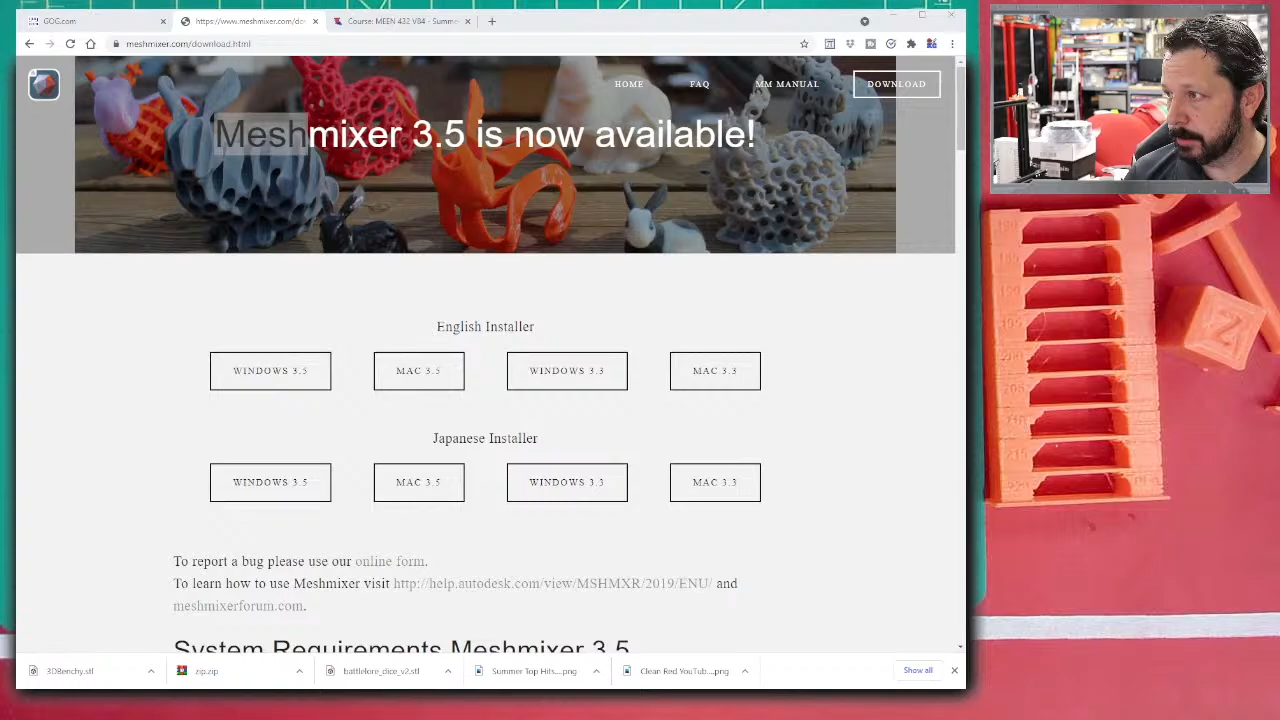 GOG.com
https://www.meshmixer.com/do
Course: MEEN 432 V84 - Summe
meshmixer.com/download.html
HOME
FAQ
MM MANUAL
DOWNLOAD
Meshmixer 3.5 is now available!
English Installer
WINDOWS 3.5
MAC 3.5
WINDOWS 3.3
MAC 3.3
Japanese Installer
WINDOWS 3.5
MAC 3.5
WINDOWS 3.3
MAC 3.3
To report a bug please use our online form.
To learn how to use Meshmixer visit http://help.autodesk.com/view/MSHMXR/2019/ENU/ and
meshmixerforum.com.
System Requirements Meshmixer 3.5
3DBenchy.stl
zip.zip
battlelore_dice_v2.stl
Summer Top Hits....png
Clean Red YouTub....png
Show all
Z
215